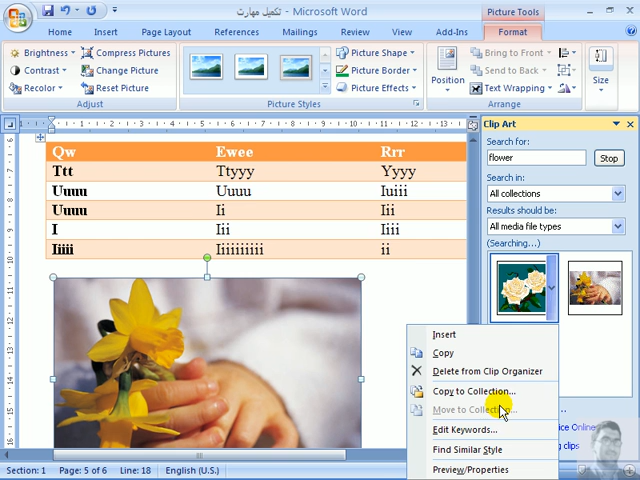 تکمیل مهارت - Microsoft Word
Picture Tools
Home Insert Page Layout References Mailings Review View Add-Ins Format
Brightness Compress Pictures Picture Shape Bring to Front
Contrast Change Picture Picture Border Position Send to Back Size
Recolor Reset Picture Picture Effects Text Wrapping
Adjust Picture Styles Arrange
Clip Art
Qw Ewee Rrr
Ttt Ttyyy Yyyy
Uuuu Uuuu Iuiii
Uuuu Ii Iii
I Iii Iiii
Iiiii Iiiiiiiiii ii
Search for:
flower Stop
Search in:
All collections
Results should be:
All media file types
(Searching...)
Insert
Copy
Delete from Clip Organizer
Copy to Collection...
Move to Collection...
Edit Keywords...
Find Similar Style
Preview/Properties
ice Online
ng clips
Section: 1 Page: 5 of 6 Line: 18 English (U.S.)